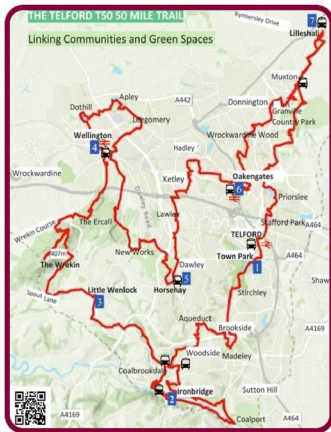 THE TELFORD T50 50 MILE TRAIL
Linking Communities and Green Spaces
Kynnersley Drive
7
Lilleshall
Muxton
Apley
A442
Donnington
Dothill
Leegomery
Granville
Country Park
Wellington
4
Wrockwardine Wood
Hadley
Wrockwardine
Ketley
Oakengates
6
Priorslee
Dawley Road
Lawley
Stafford Park
A464
Wrekin Course
The Ercall
TELFORD
Town Park
New Works
A464
407m
The Wrekin
Dawley
1
Shaw
Spout Lane
Little Wenlock
3
Horsehay
5
Stirchley
Aqueduct
Brookside
Woodside
Madeley
Coalbrookdale
Ironbridge
2
Sutton Hill
A4169
Coalport
A4169
A464